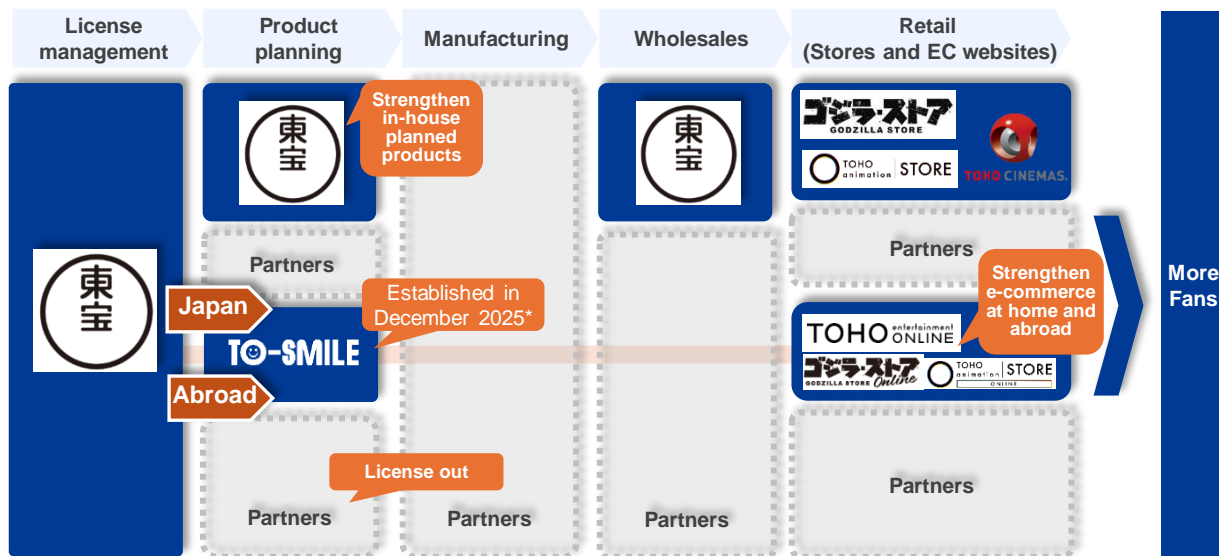 License
management
Product
planning
Manufacturing
Wholesales
Retail
(Stores and EC websites)
東
宝
Japan
Abroad
東
宝
Strengthen
in-house
planned
products
Partners
Established in
December 2025*
TO-SMILE
License out
Partners
Partners
東
宝
Partners
ゴジラ・ストア
GODZILLA STORE
TOHO
animation
STORE
TOHO CINEMAS.
Partners
Strengthen
e-commerce
at home and
abroad
TOHO entertainment
ONLINE
ゴジラ・ストア
GODZILLA STORE Online
TOHO
animation
STORE
ONLINE
Partners
More
Fans